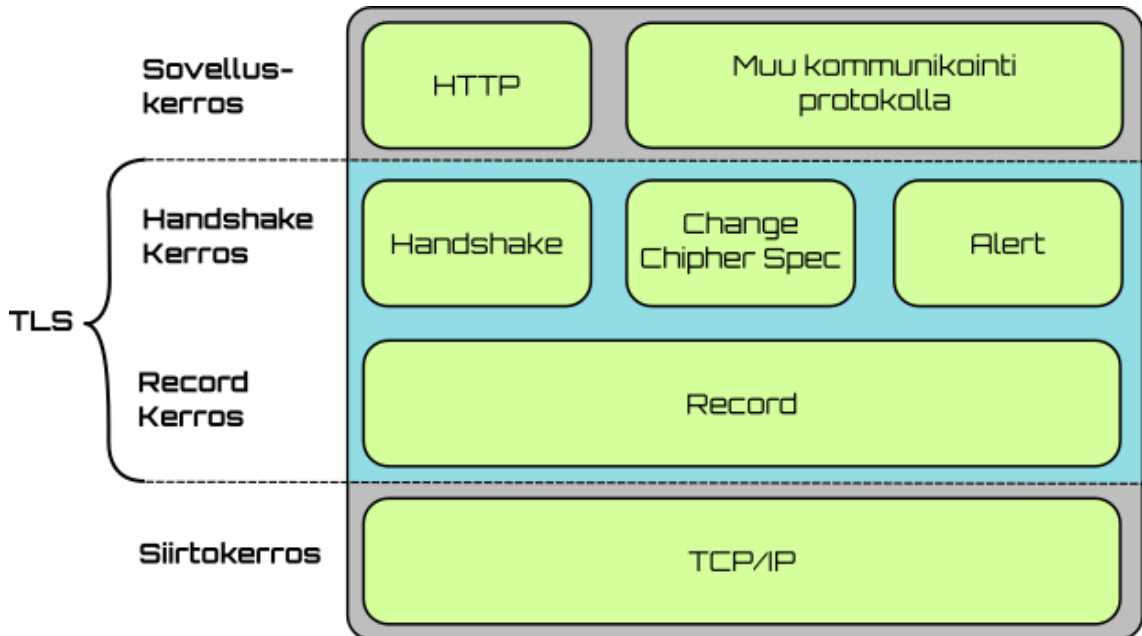 Sovellus-
kerros
HTTP
Muu kommunikointi
protokolla
Handshake
Kerros
Handshake
Change
Chipher Spec
Alert
TLS
Record
Kerros
Record
Siirtokerros
TCP/IP